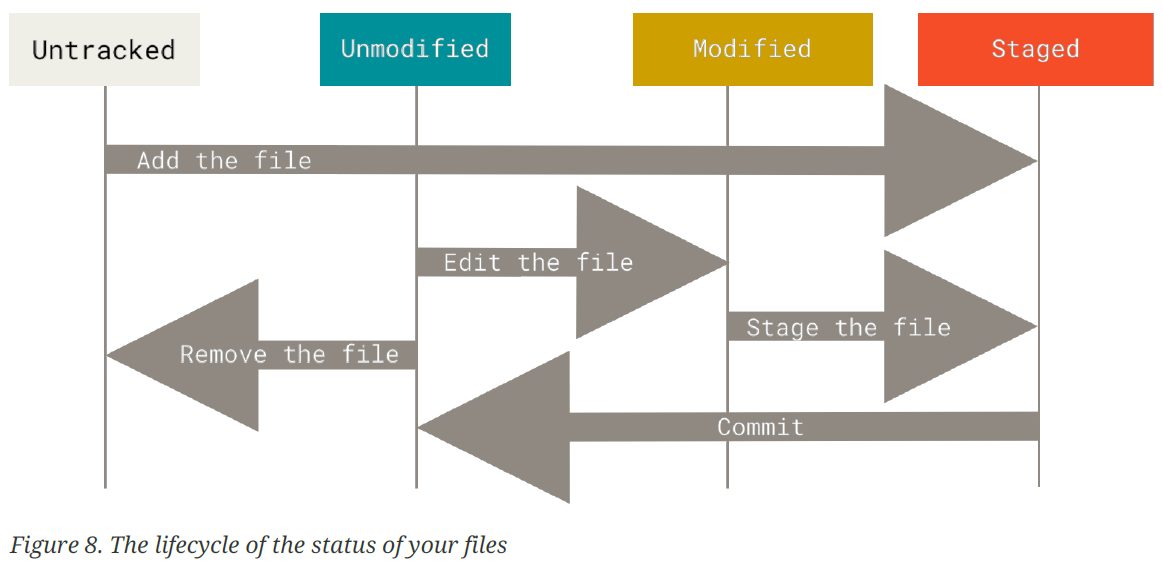 Untracked
Unmodified
Modified
Staged
Add the file
Edit the file
Stage the file
Remove the file
Commit
Figure 8. The lifecycle of the status of your files